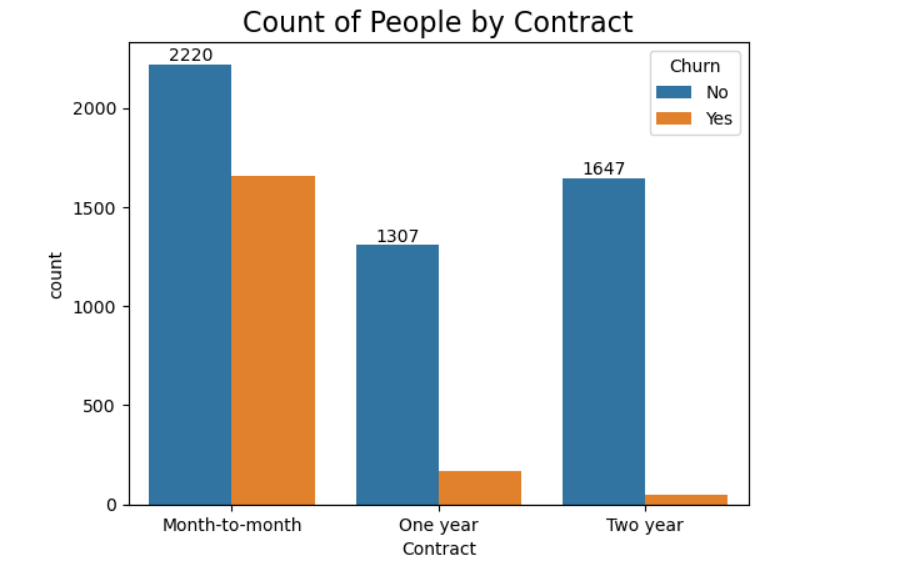 Count of People by Contract
2220
1307
1647
Churn
No
Yes
2000
1500
1000
500
0
count
Month-to-month
One year
Two year
Contract